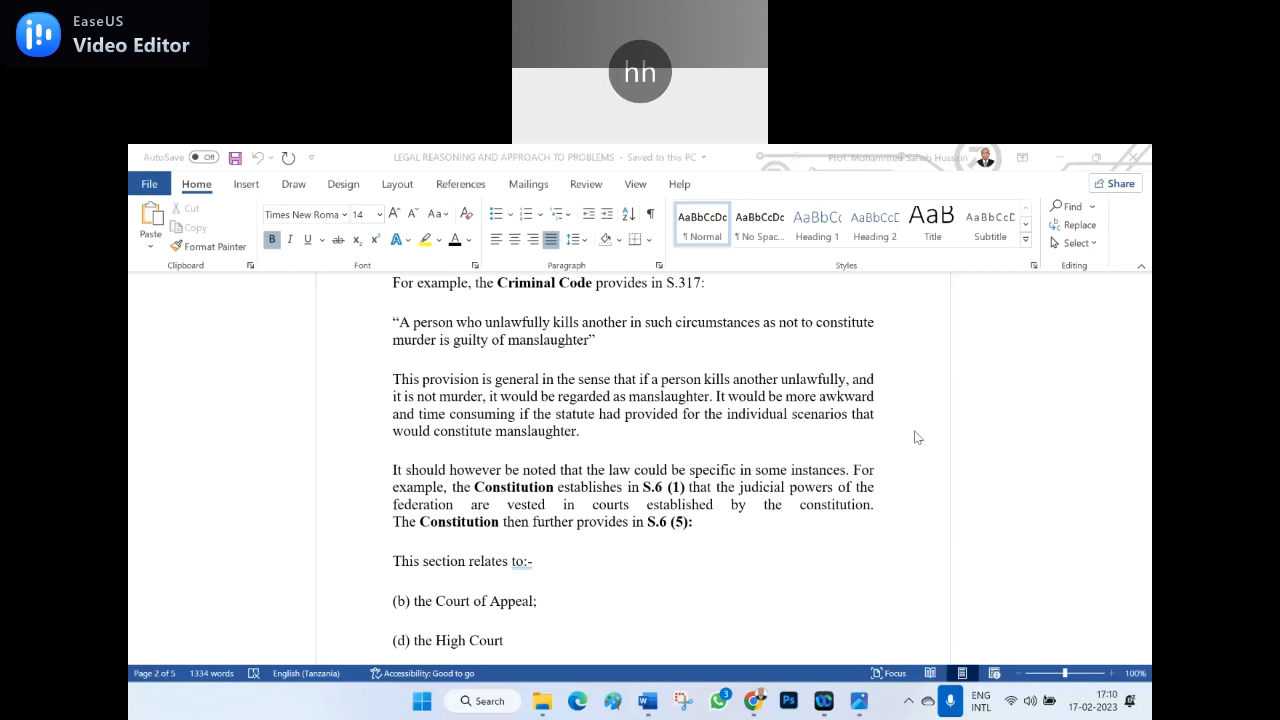 EaseUS
Video Editor
hh
AutoSave Off
LEGAL REASONING AND APPROACH TO PROBLEMS - Saved to this PC
File Home Insert Draw Design Layout References Mailings Review View Help
Share
Paste
Cut
Copy
Format Painter
Clipboard
Times New Roma 14
Font
Paragraph
AaBbCcDc AaBbCcDc AaBbC AaBbCcD AaB AaBbCcD
¶ Normal ¶ No Spac... Heading 1 Heading 2 Title Subtitle
Styles
Find
Replace
Select
Editing
For example, the Criminal Code provides in S.317:
“A person who unlawfully kills another in such circumstances as not to constitute
murder is guilty of manslaughter”
This provision is general in the sense that if a person kills another unlawfully, and
it is not murder, it would be regarded as manslaughter. It would be more awkward
and time consuming if the statute had provided for the individual scenarios that
would constitute manslaughter.
It should however be noted that the law could be specific in some instances. For
example, the Constitution establishes in S.6 (1) that the judicial powers of the
federation are vested in courts established by the constitution.
The Constitution then further provides in S.6 (5):
This section relates to:-
(b) the Court of Appeal;
(d) the High Court
Page 2 of 5 1334 words English (Tanzania) Accessibility: Good to go Focus 100%
Search
3
Ps
ENG
INTL
17:10
17-02-2023